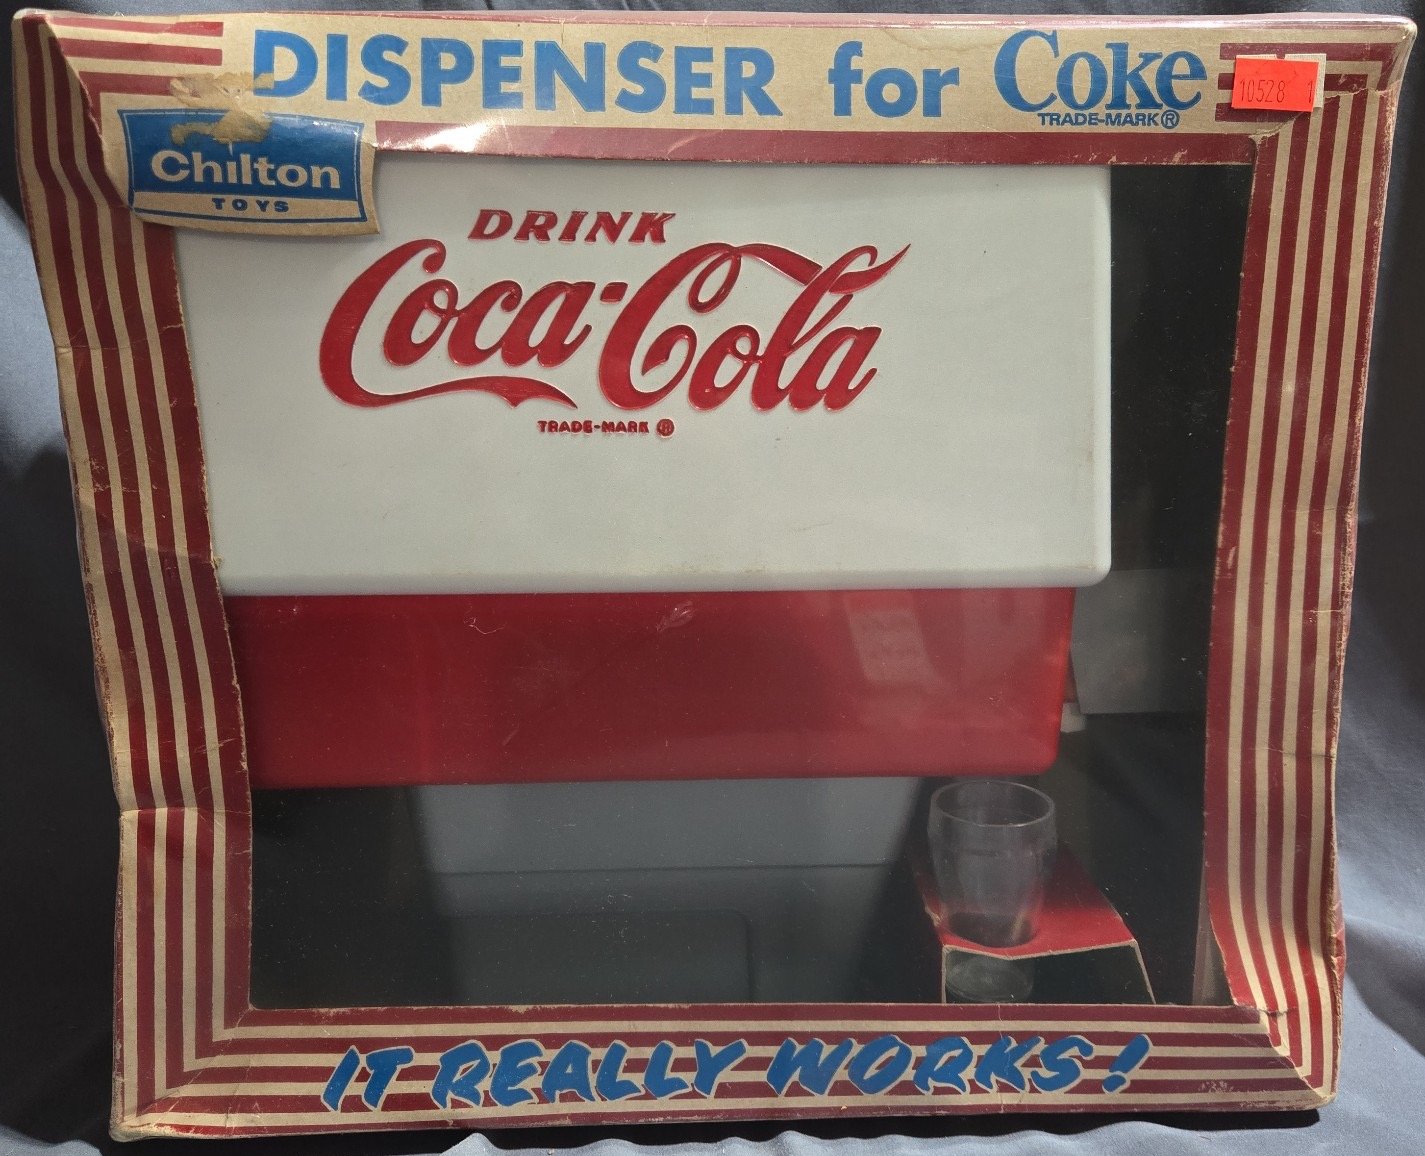 DISPENSER for Coke
TRADE-MARK®
10528 1
Chilton
TOYS
DRINK
Coca-Cola
TRADE-MARK ®
IT REALLY WORKS!